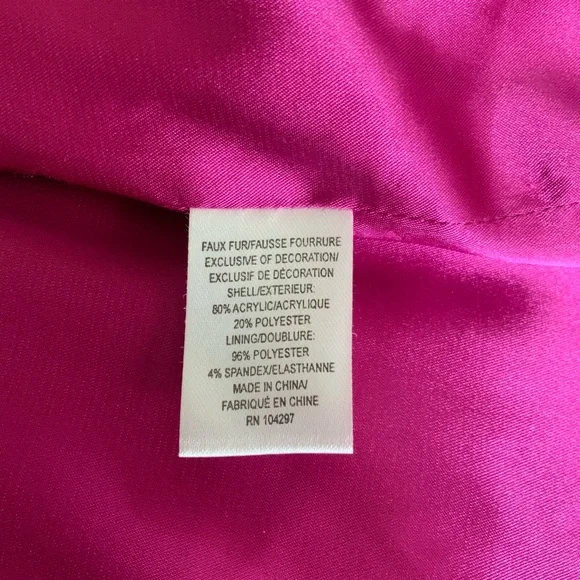 FAUX FUR/FAUSSE FOURRURE
EXCLUSIVE OF DECORATION/
EXCLUSIF DE DÉCORATION
SHELL/EXTERIEUR:
80% ACRYLIC/ACRYLIQUE
20% POLYESTER
LINING/DOUBLURE:
96% POLYESTER
4% SPANDEX/ELASTHANNE
MADE IN CHINA/
FABRIQUÉ EN CHINE
RN 104297